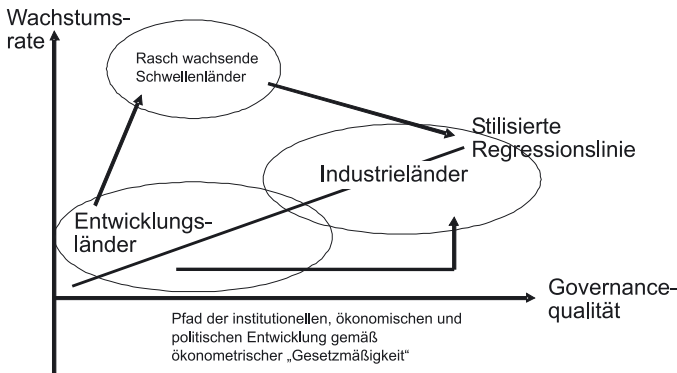 Wachstums-
rate
Rasch wachsende
Schwellenländer
Stilisierte
Regressionslinie
Industrieländer
Entwicklungs-
länder
Governance-
qualität
Pfad der institutionellen, ökonomischen und
politischen Entwicklung gemäß
ökonometrischer „Gesetzmäßigkeit“